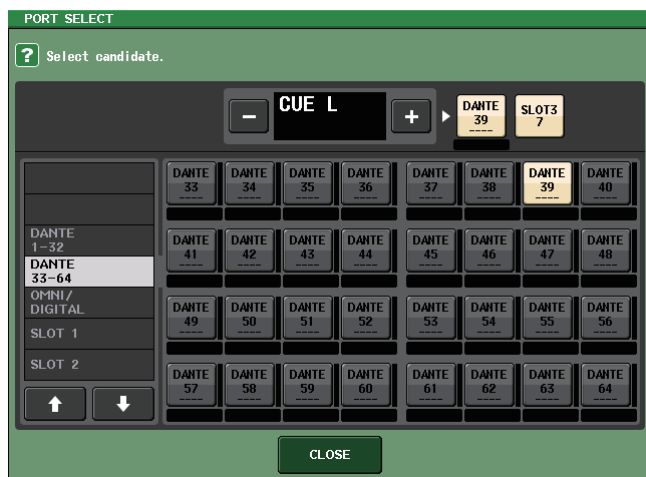 PORT SELECT
? Select candidate.
− CUE L + DANTE 39 ---- SLOT3 7
DANTE 1-32
DANTE 33-64
OMNI/DIGITAL
SLOT 1
SLOT 2
DANTE 33 ---- DANTE 34 ---- DANTE 35 ---- DANTE 36 ---- DANTE 37 ---- DANTE 38 ---- DANTE 39 ---- DANTE 40 ----
DANTE 41 ---- DANTE 42 ---- DANTE 43 ---- DANTE 44 ---- DANTE 45 ---- DANTE 46 ---- DANTE 47 ---- DANTE 48 ----
DANTE 49 ---- DANTE 50 ---- DANTE 51 ---- DANTE 52 ---- DANTE 53 ---- DANTE 54 ---- DANTE 55 ---- DANTE 56 ----
DANTE 57 ---- DANTE 58 ---- DANTE 59 ---- DANTE 60 ---- DANTE 61 ---- DANTE 62 ---- DANTE 63 ---- DANTE 64 ----
CLOSE